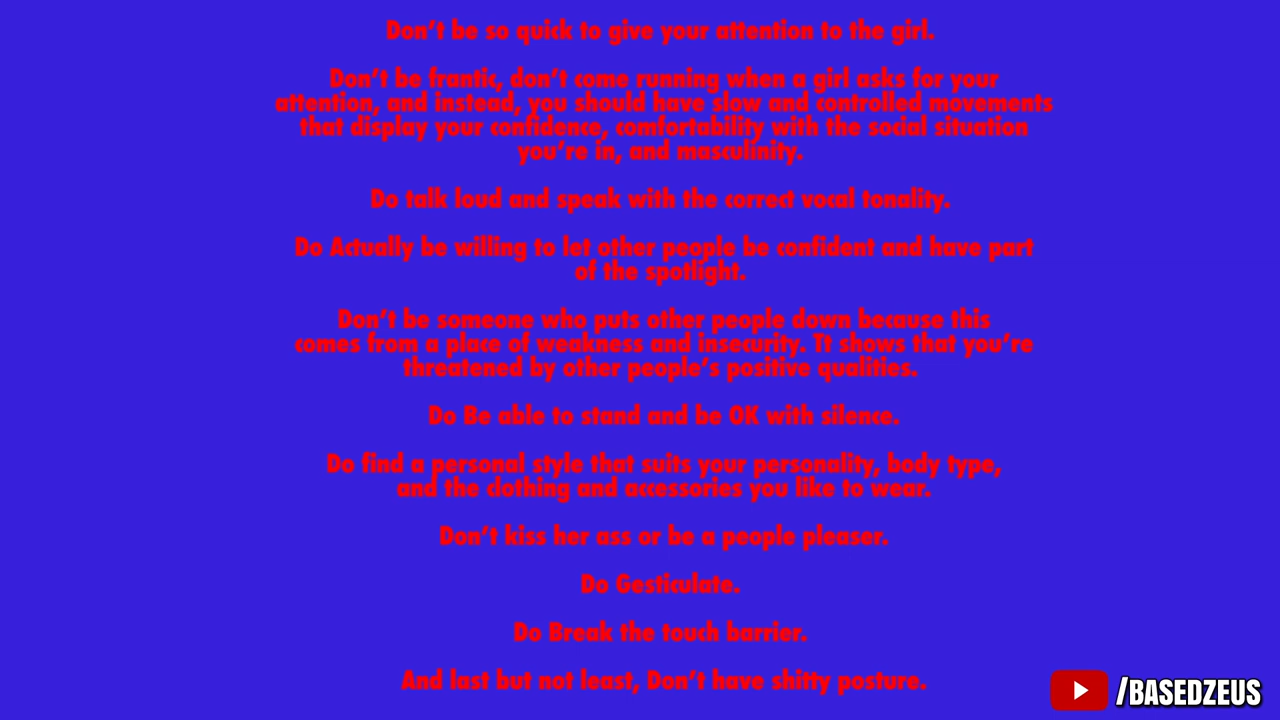 Don't be so quick to give your attention to the girl.
Don't be frantic, don't come running when a girl asks for your
attention, and instead, you should have slow and controlled movements
that display your confidence, comfortability with the social situation
you're in, and masculinity.
Do talk loud and speak with the correct vocal tonality.
Do Actually be willing to let other people be confident and have part
of the spotlight.
Don't be someone who puts other people down because this
comes from a place of weakness and insecurity. Tt shows that you're
threatened by other people's positive qualities.
Do Be able to stand and be OK with silence.
Do find a personal style that suits your personality, body type,
and the clothing and accessories you like to wear.
Don't kiss her ass or be a people pleaser.
Do Gesticulate.
Do Break the touch barrier.
And last but not least, Don't have shitty posture.
/BASEDZEUS